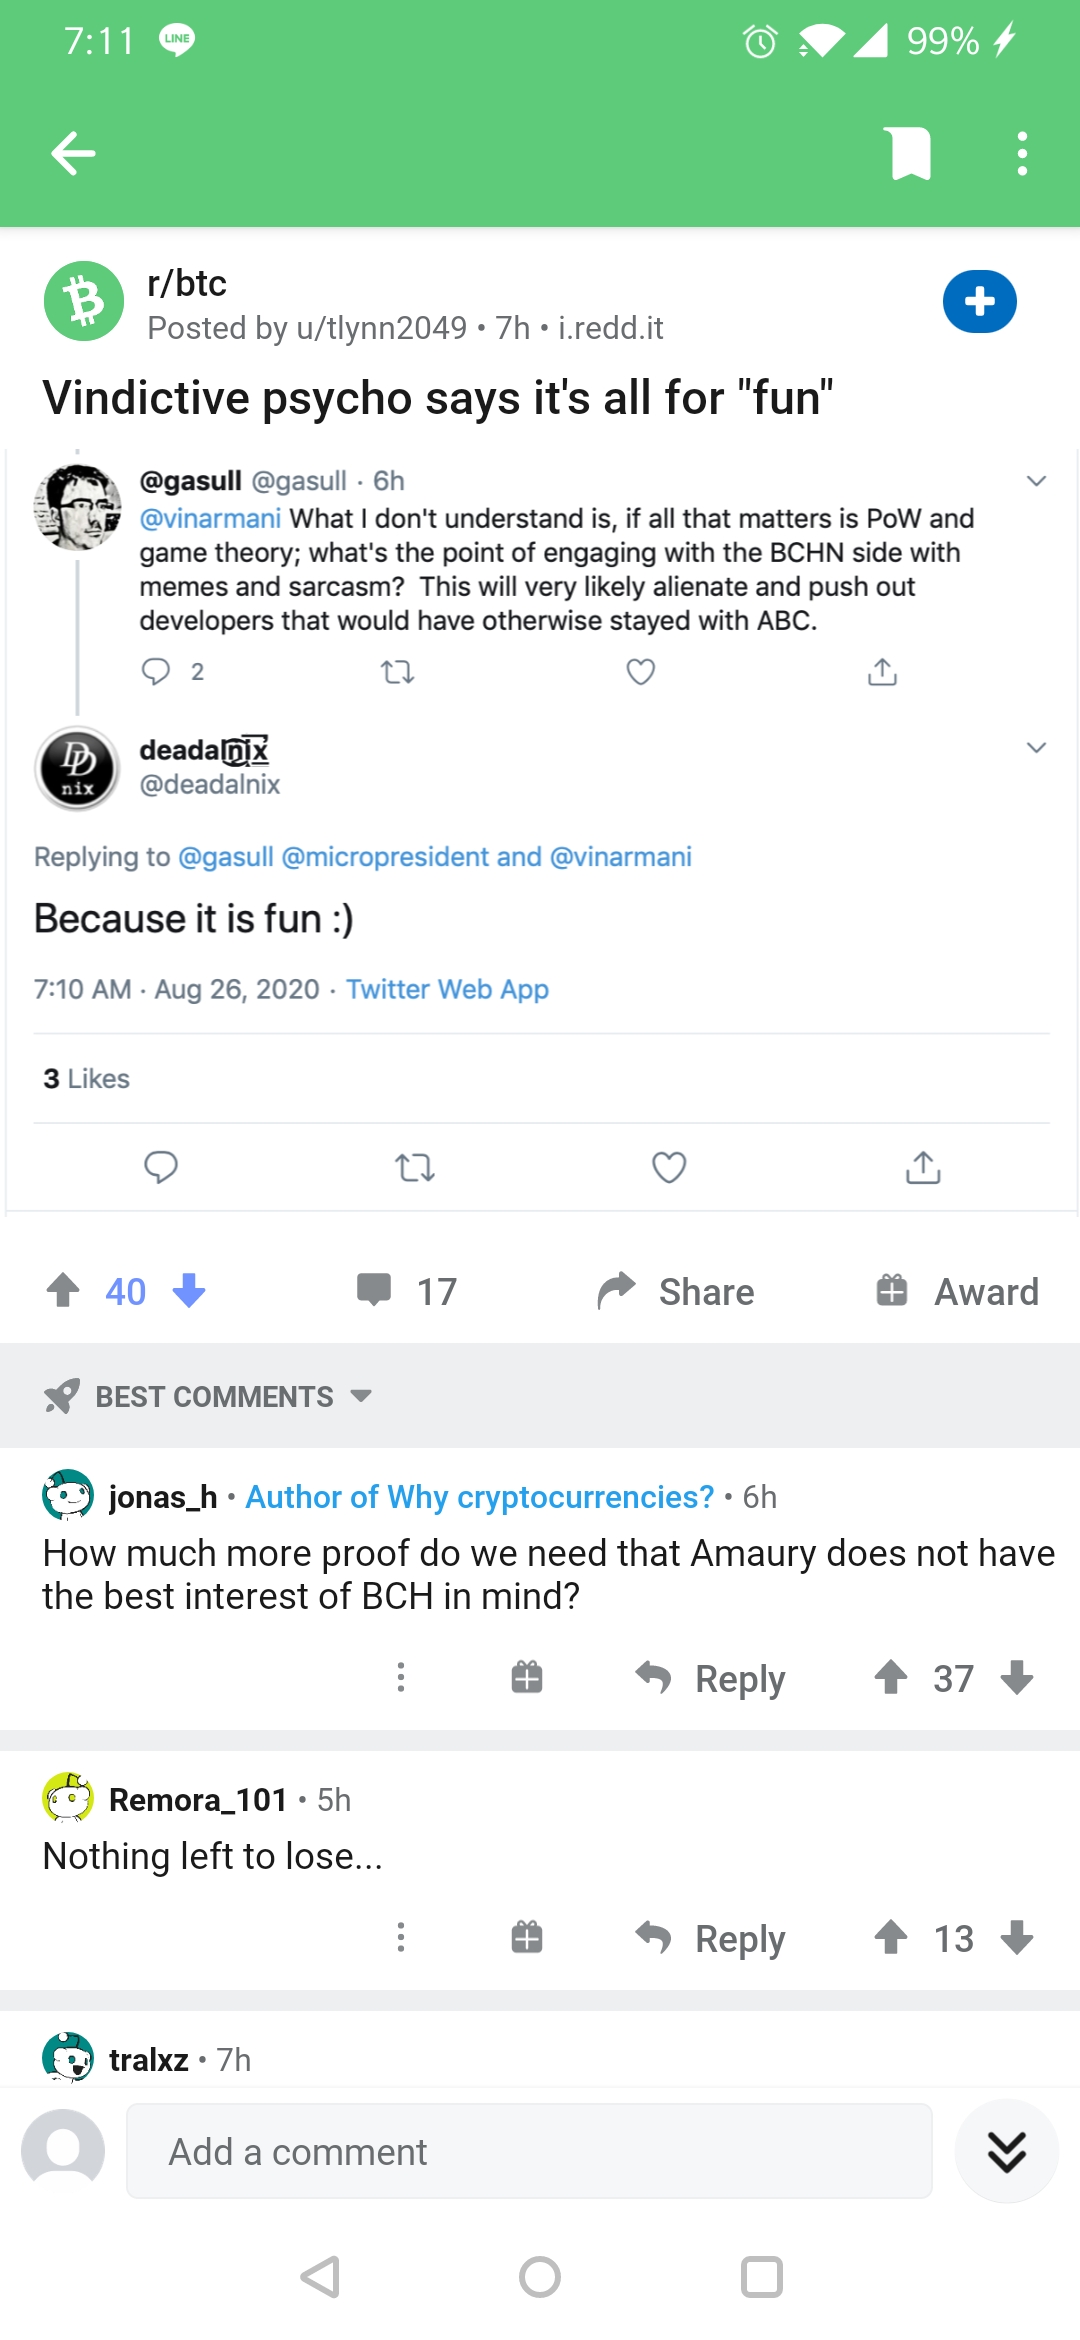 7:11 LINE 99%
r/btc
Posted by u/tlynn2049 • 7h • i.redd.it
Vindictive psycho says it's all for "fun"
@gasull @gasull · 6h
@vinarmani What I don't understand is, if all that matters is PoW and
game theory; what's the point of engaging with the BCHN side with
memes and sarcasm?  This will very likely alienate and push out
developers that would have otherwise stayed with ABC.
2
deadalnix
DD
nix
@deadalnix
Replying to @gasull @micropresident and @vinarmani
Because it is fun :)
7:10 AM · Aug 26, 2020 · Twitter Web App
3 Likes
40 17 Share Award
BEST COMMENTS
jonas_h • Author of Why cryptocurrencies? • 6h
How much more proof do we need that Amaury does not have
the best interest of BCH in mind?
Reply 37
Remora_101 • 5h
Nothing left to lose...
Reply 13
tralxz • 7h
Add a comment